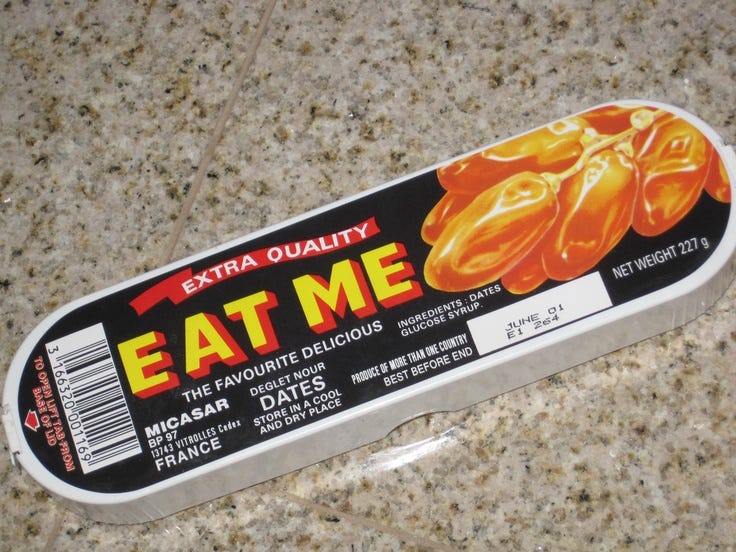 EXTRA QUALITY
EAT ME
THE FAVOURITE DELICIOUS
DEGLET NOUR
DATES
STORE IN A COOL
AND DRY PLACE
MICASAR
BP 97
13743 VITROLLES Cedex
FRANCE
INGREDIENTS : DATES
GLUCOSE SYRUP.
PRODUCE OF MORE THAN ONE COUNTRY
BEST BEFORE END
JUNE 01
E1 264
NET WEIGHT 227 g
3 166320 001169
TO OPEN LIFT TAB FROM
BASE OF LID